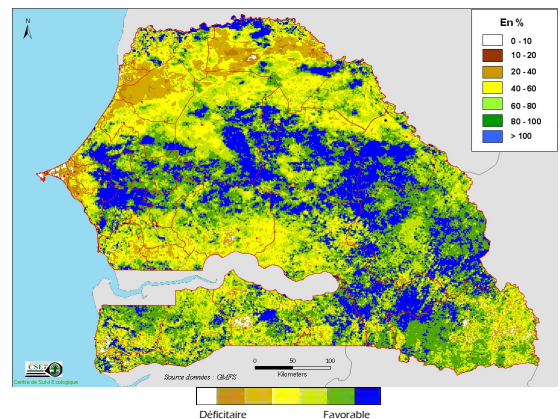 N
En %
0 - 10
10 - 20
20 - 40
40 - 60
60 - 80
80 - 100
> 100
CSE
Centre de Suivi Ecologique
Source données : GMFS
0 50 100
Kilometers
Déficitaire Favorable